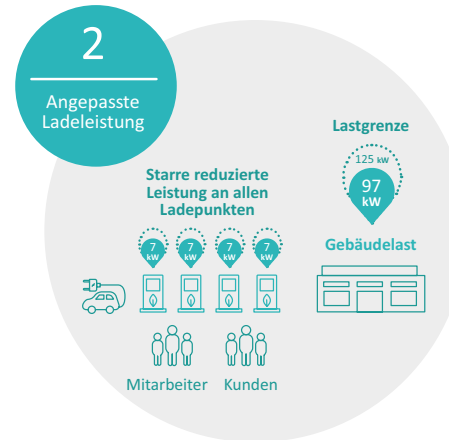 2
Angepasste
Ladeleistung
Lastgrenze
125 kW
97
kW
Gebäudelast
Starre reduzierte
Leistung an allen
Ladepunkten
7 7 7 7
kW kW kW kW
Mitarbeiter Kunden